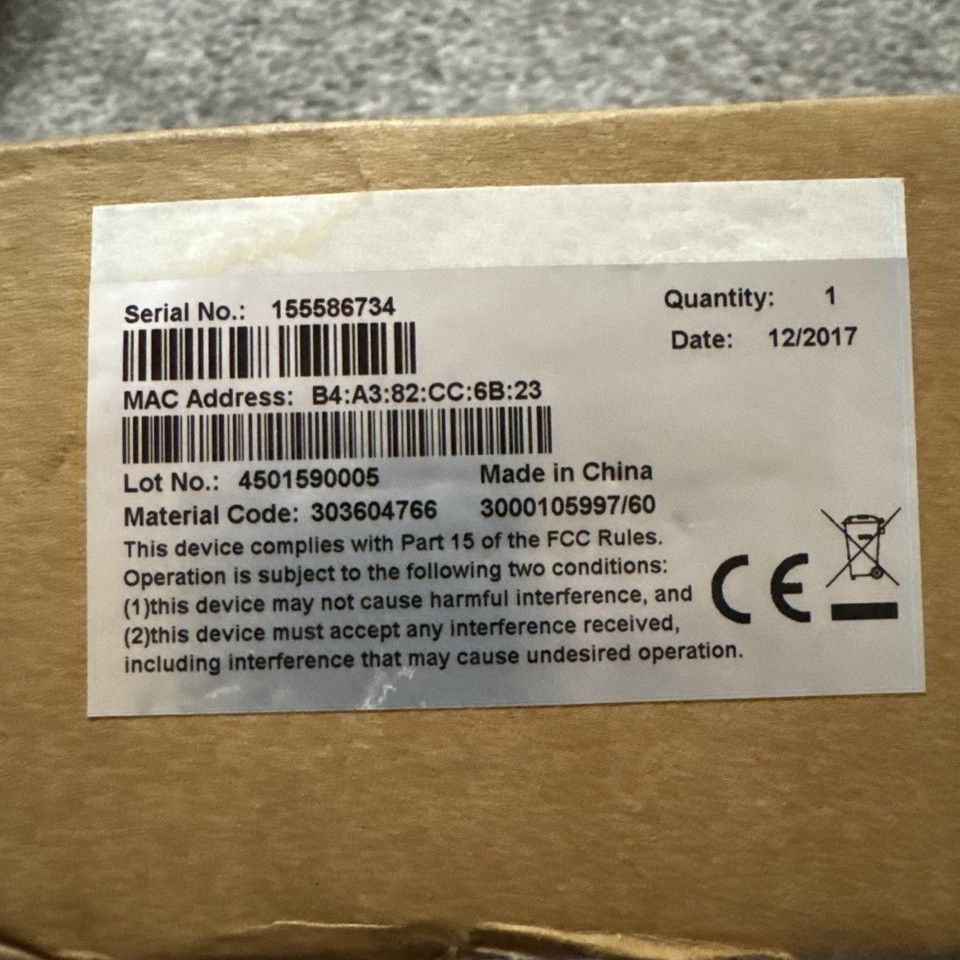 Serial No.: 155586734
Quantity: 1
Date: 12/2017
MAC Address: B4:A3:82:CC:6B:23
Lot No.: 4501590005 Made in China
Material Code: 303604766 3000105997/60
This device complies with Part 15 of the FCC Rules.
Operation is subject to the following two conditions:
(1)this device may not cause harmful interference, and
(2)this device must accept any interference received,
including interference that may cause undesired operation.
CE